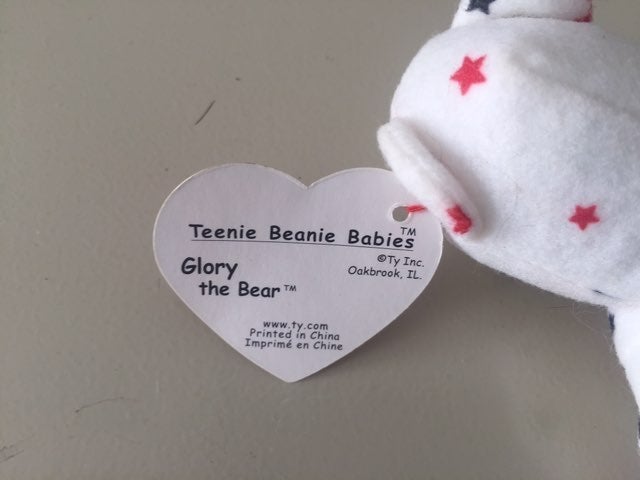 Teenie Beanie Babies™
©Ty Inc.
Oakbrook, IL.
Glory
the Bear™
www.ty.com
Printed in China
Imprimé en Chine